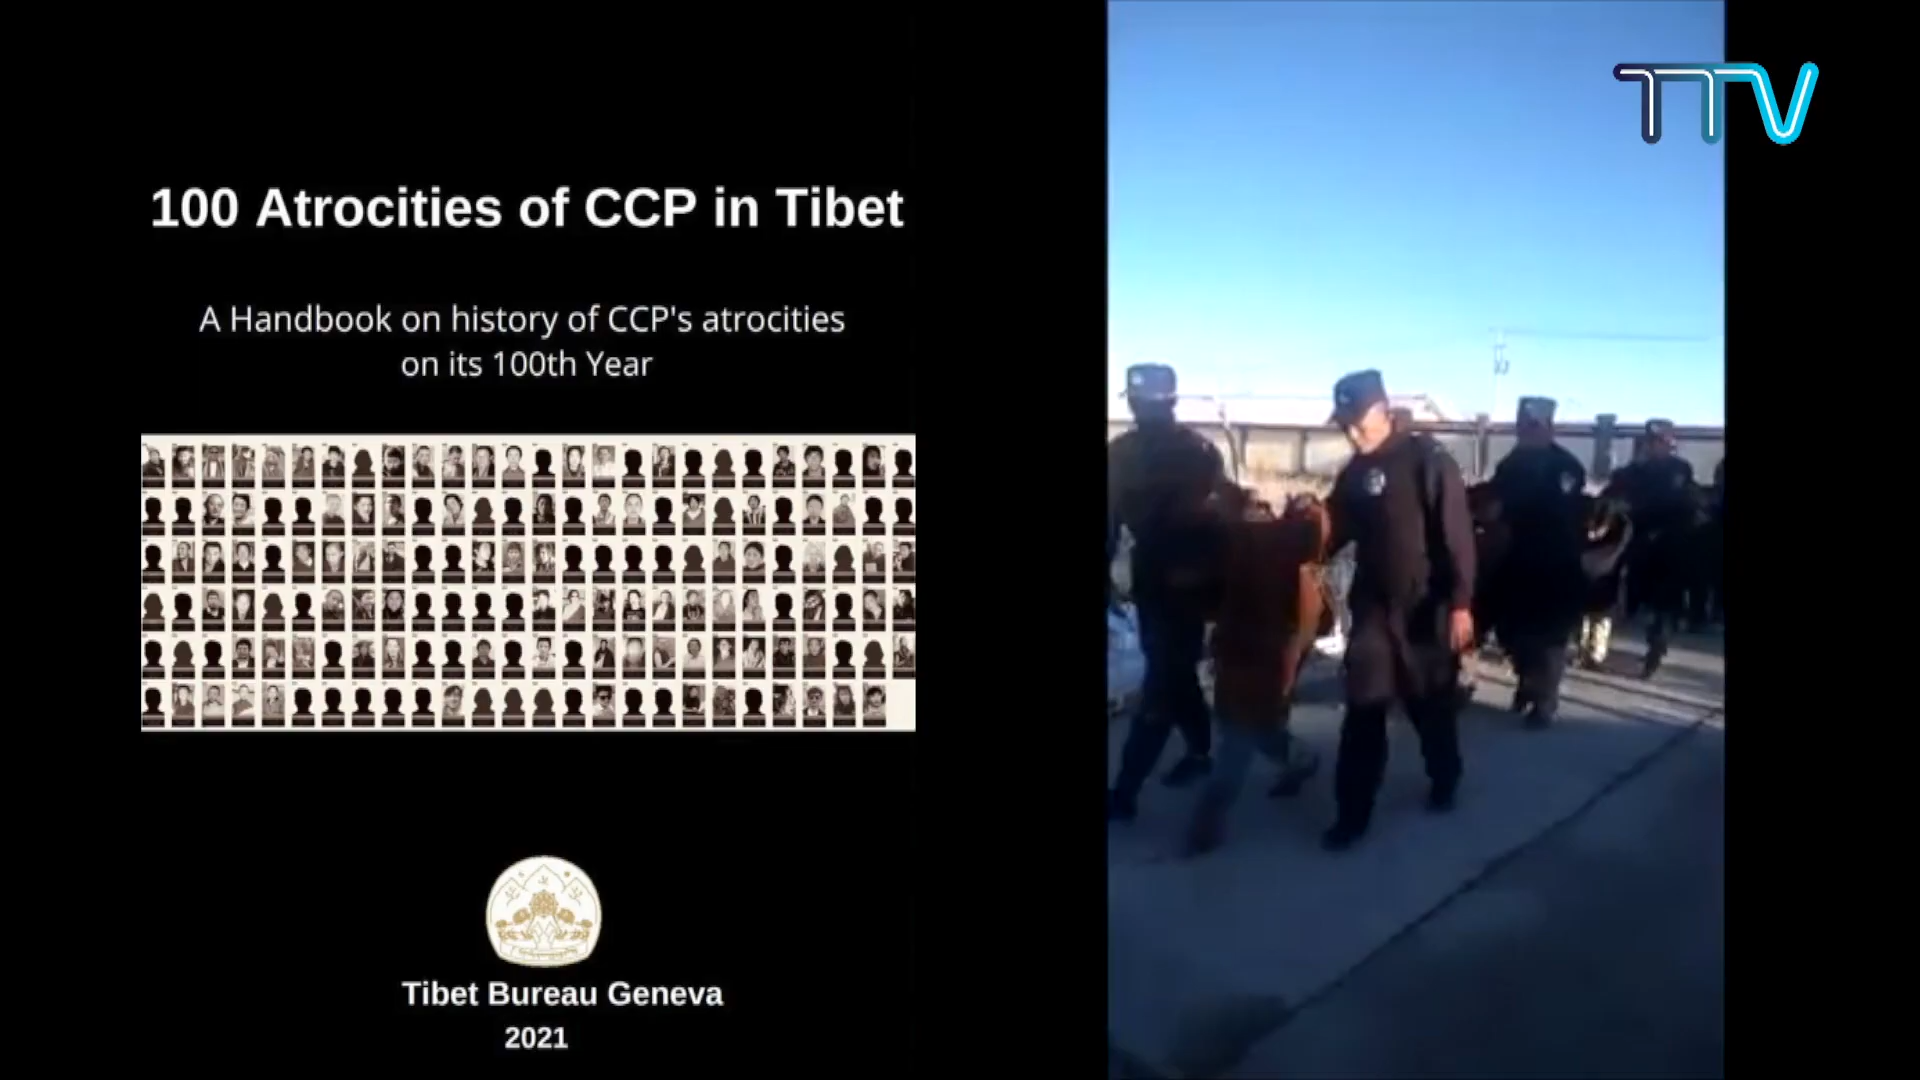 100 Atrocities of CCP in Tibet
A Handbook on history of CCP's atrocities
on its 100th Year
Tibet Bureau Geneva
2021
TTV